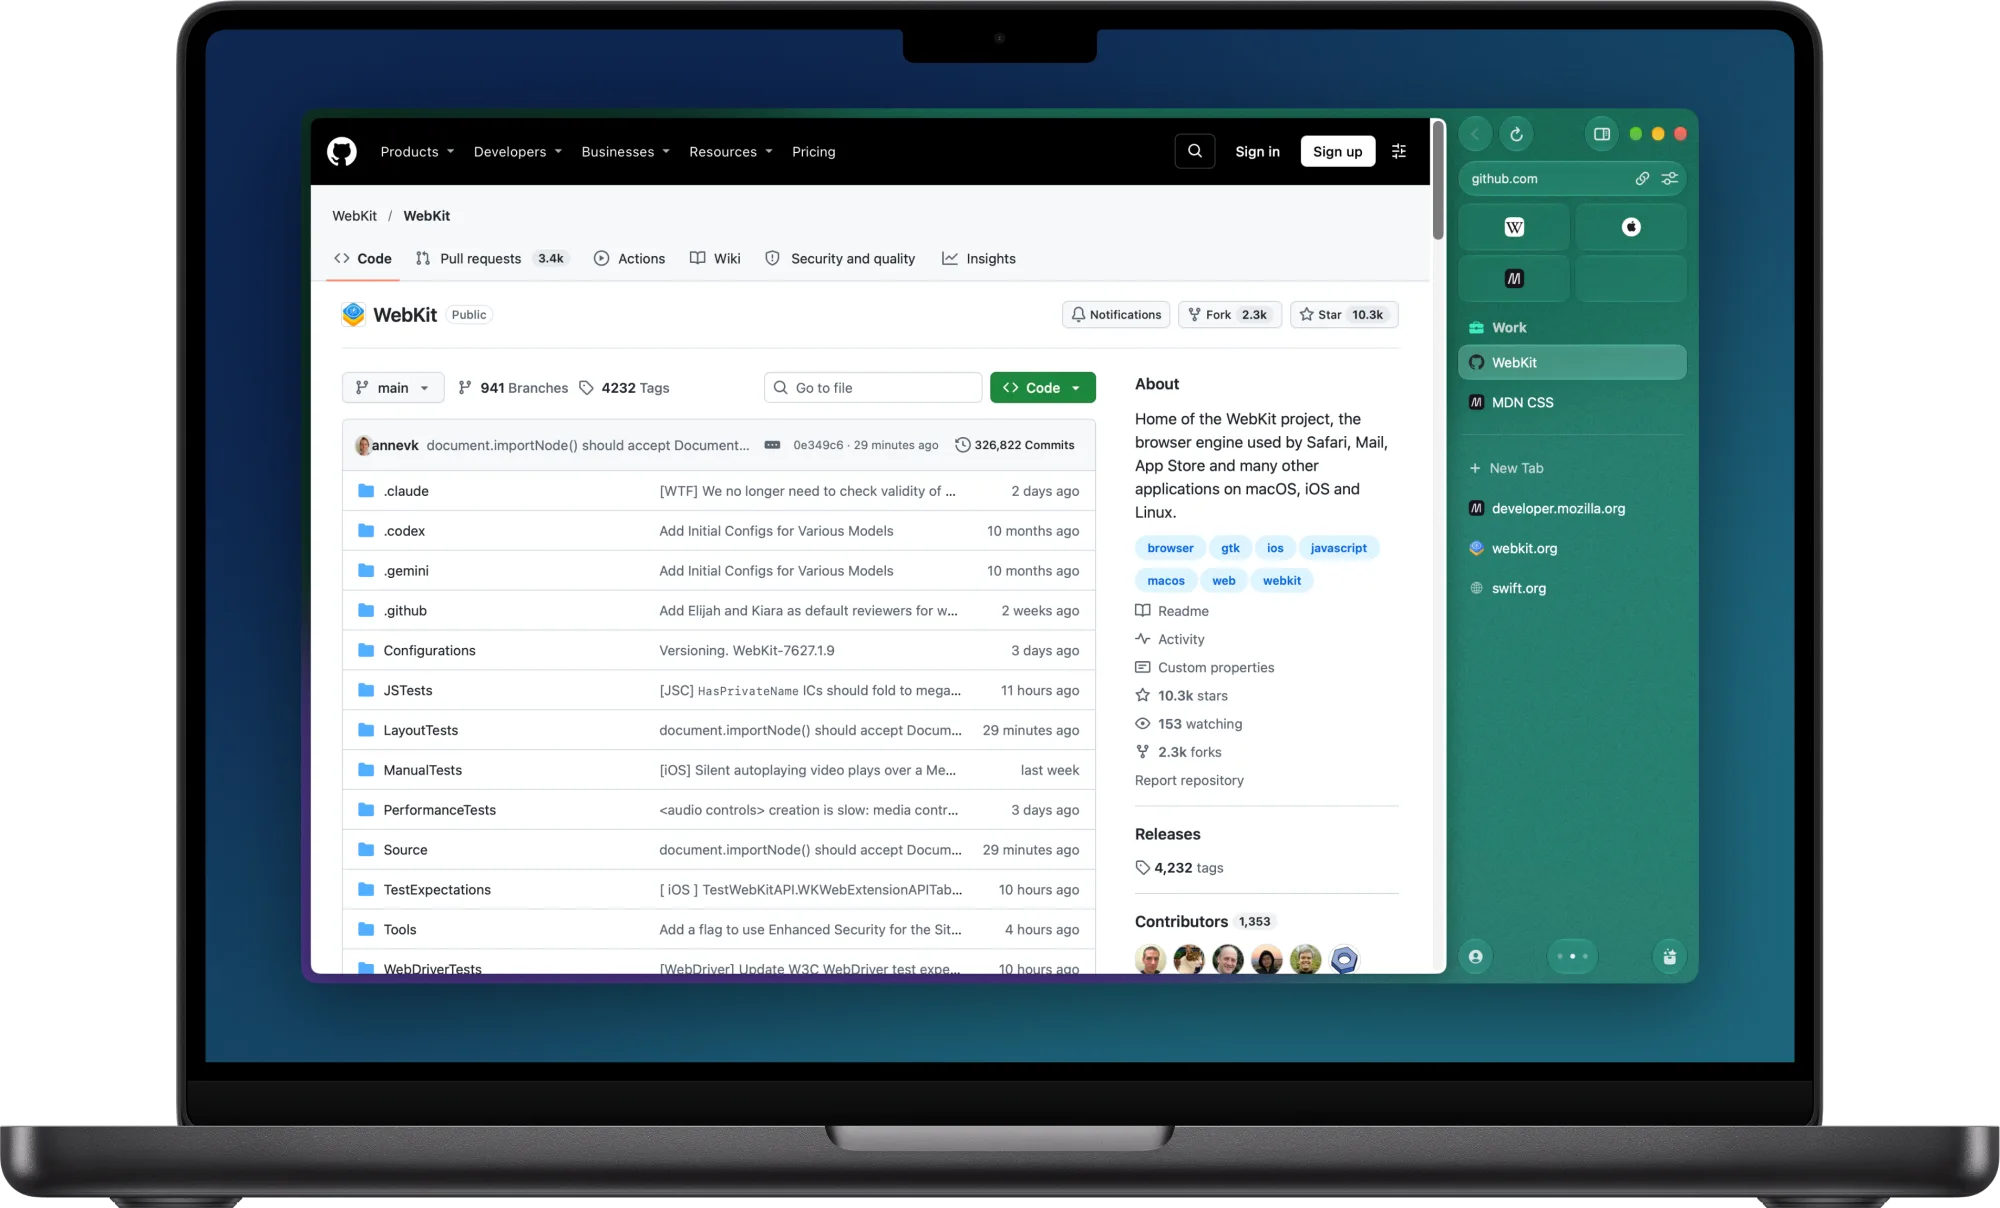 Products Developers Businesses Resources Pricing Sign in Sign up
WebKit / WebKit
Code Pull requests 3.4k Actions Wiki Security and quality Insights
WebKit Public Notifications Fork 2.3k Star 10.3k
main 941 Branches 4232 Tags Go to file Code
annevk document.importNode() should accept Document... 0e349c6 · 29 minutes ago 326,822 Commits
.claude [WTF] We no longer need to check validity of ... 2 days ago
.codex Add Initial Configs for Various Models 10 months ago
.gemini Add Initial Configs for Various Models 10 months ago
.github Add Elijah and Kiara as default reviewers for w... 2 weeks ago
Configurations Versioning. WebKit-7627.1.9 3 days ago
JSTests [JSC] HasPrivateName ICs should fold to mega... 11 hours ago
LayoutTests document.importNode() should accept Docum... 29 minutes ago
ManualTests [iOS] Silent autoplaying video plays over a Me... last week
PerformanceTests <audio controls> creation is slow: media contr... 3 days ago
Source document.importNode() should accept Docum... 29 minutes ago
TestExpectations [ iOS ] TestWebKitAPI.WKWebExtensionAPITab... 10 hours ago
Tools Add a flag to use Enhanced Security for the Sit... 4 hours ago
WebDriverTests [WebDriver] Update W3C WebDriver test expe... 10 hours ago
About
Home of the WebKit project, the
browser engine used by Safari, Mail,
App Store and many other
applications on macOS, iOS and
Linux.
browser gtk ios javascript
macos web webkit
Readme
Activity
Custom properties
10.3k stars
153 watching
2.3k forks
Report repository
Releases
4,232 tags
Contributors 1,353
github.com
W
M
Work
WebKit
M MDN CSS
+ New Tab
M developer.mozilla.org
webkit.org
swift.org